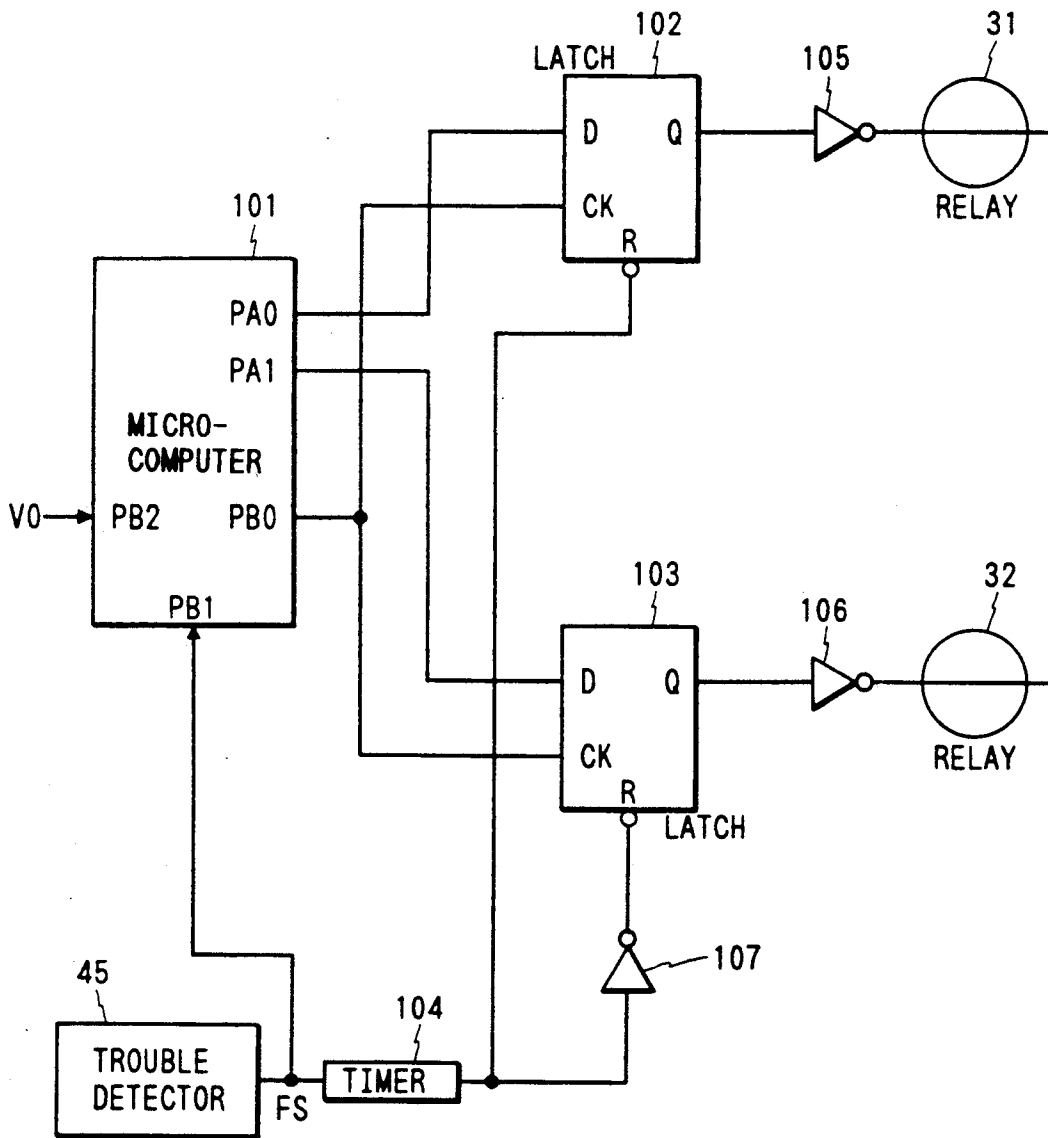 102
31
LATCH
105
D
Q
CK
R
RELAY
101
PA0
PA1
MICRO-
COMPUTER
V0
PB2
PB0
PB1
103
32
106
D
Q
CK
R
RELAY
LATCH
107
45
104
TROUBLE
DETECTOR
FS
TIMER